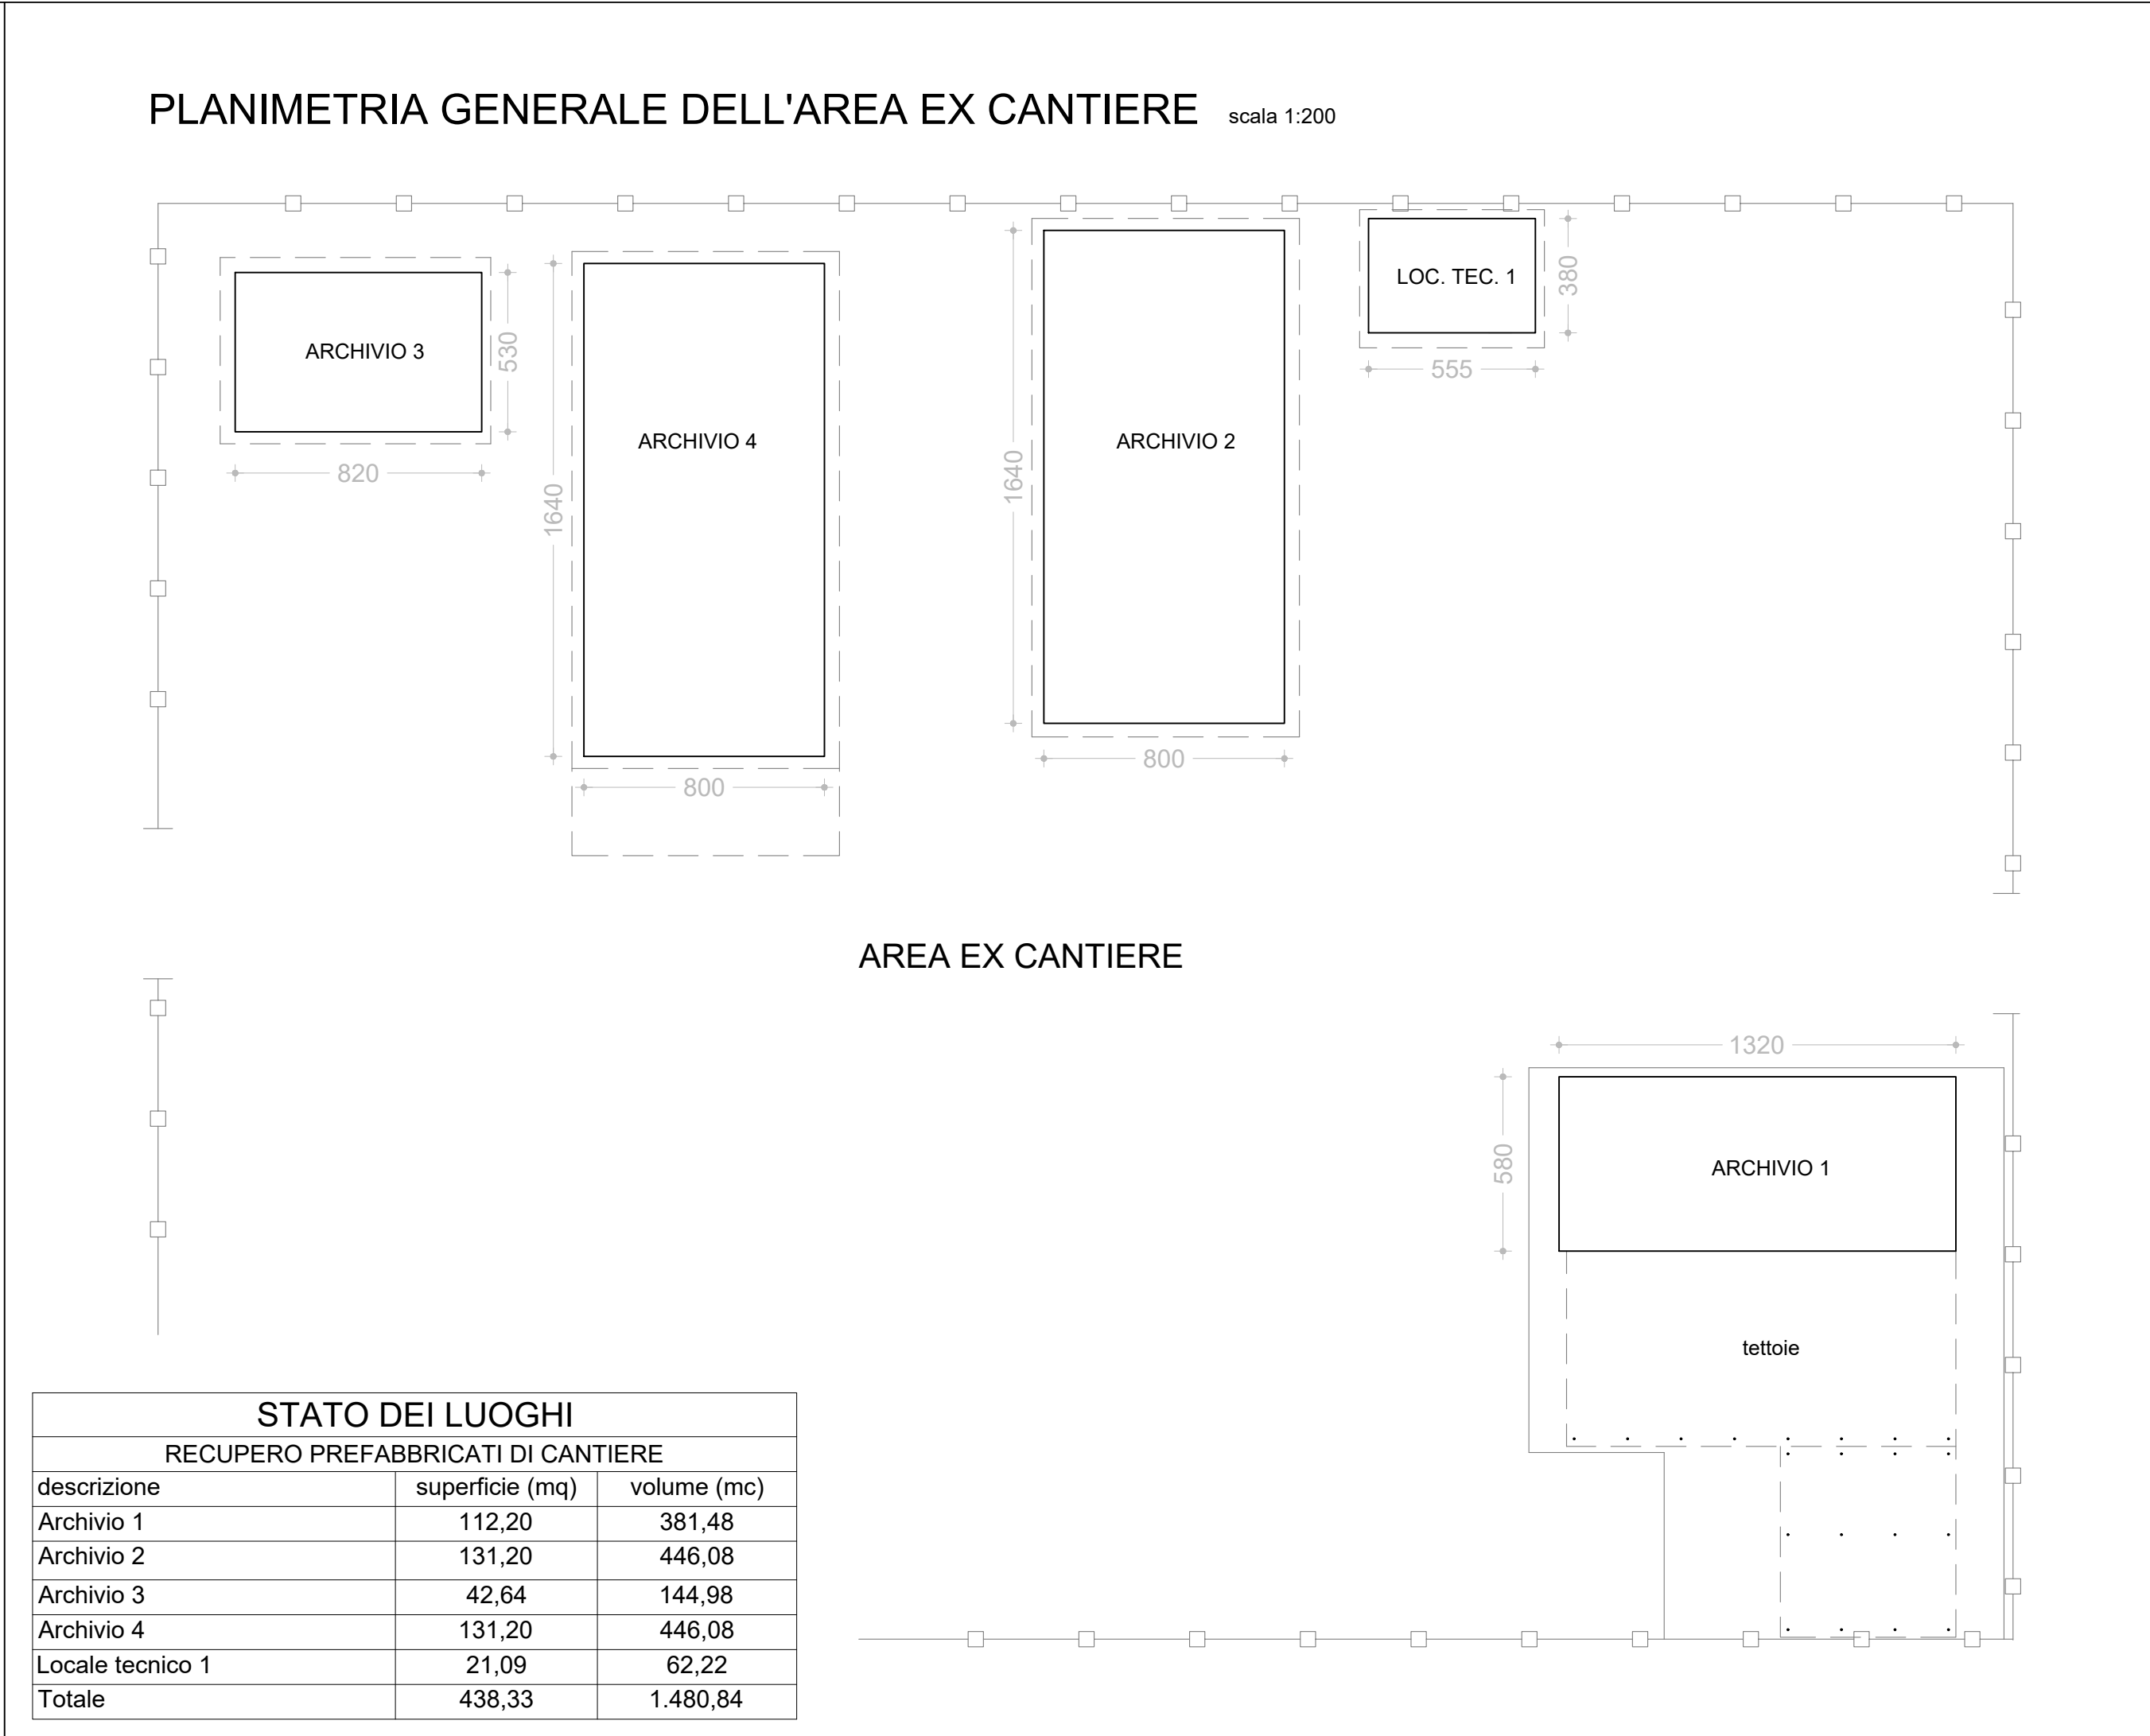 PLANIMETRIA GENERALE DELL'AREA EX CANTIERE scala 1:200
ARCHIVIO 3
530
820
ARCHIVIO 4
1640
800
ARCHIVIO 2
1640
800
LOC. TEC. 1
380
555
AREA EX CANTIERE
1320
580
ARCHIVIO 1
tettoie
STATO DEI LUOGHI
RECUPERO PREFABBRICATI DI CANTIERE
descrizione superficie (mq) volume (mc)
Archivio 1 112,20 381,48
Archivio 2 131,20 446,08
Archivio 3 42,64 144,98
Archivio 4 131,20 446,08
Locale tecnico 1 21,09 62,22
Totale 438,33 1.480,84